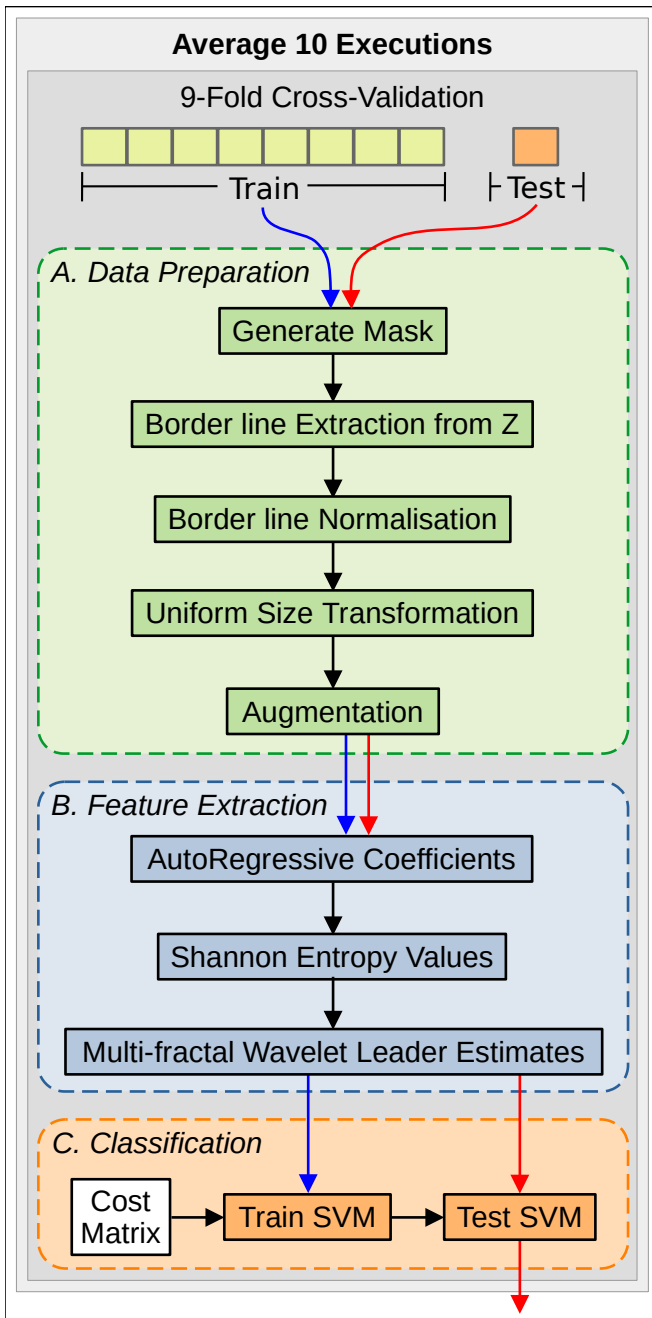 Average 10 Executions
9-Fold Cross-Validation
Train
Test
A. Data Preparation
Generate Mask
Border line Extraction from Z
Border line Normalisation
Uniform Size Transformation
Augmentation
B. Feature Extraction
AutoRegressive Coefficients
Shannon Entropy Values
Multi-fractal Wavelet Leader Estimates
C. Classification
Cost
Matrix
Train SVM
Test SVM